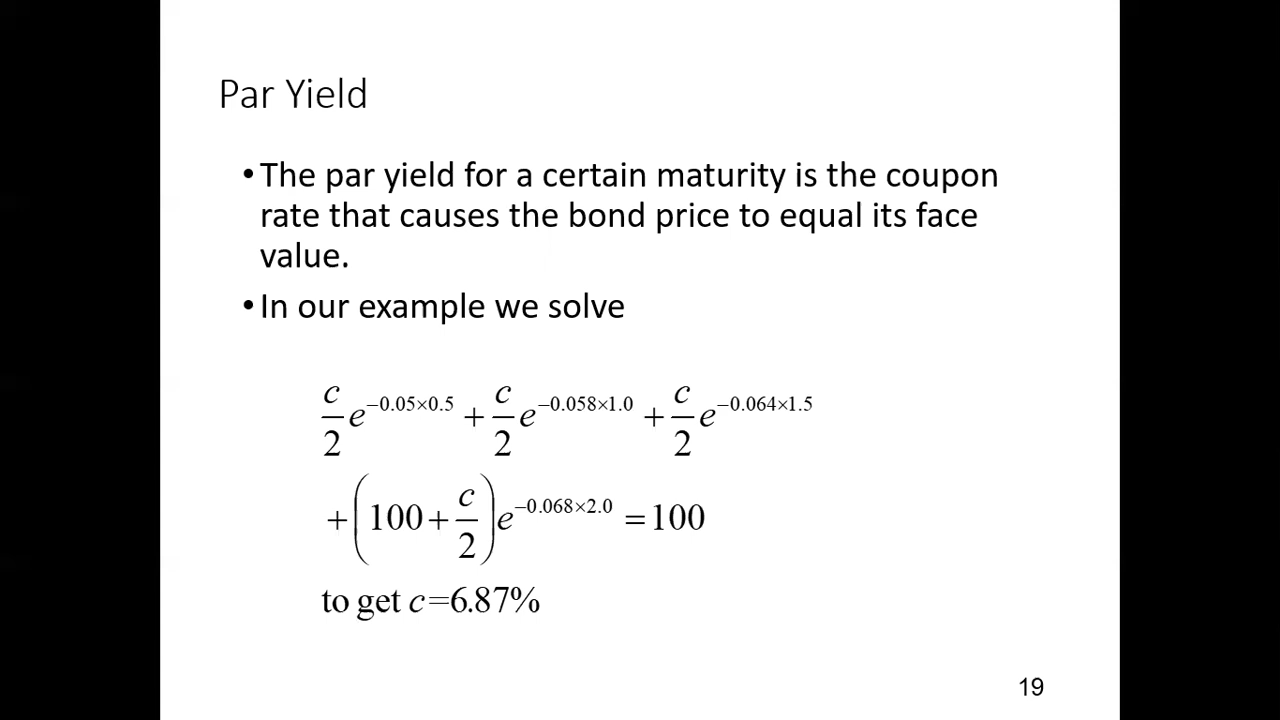 Par Yield
•The par yield for a certain maturity is the coupon
rate that causes the bond price to equal its face
value.
•In our example we solve
c/2 e^{−0.05×0.5} + c/2 e^{−0.058×1.0} + c/2 e^{−0.064×1.5}
+ (100 + c/2) e^{−0.068×2.0} = 100
to get c=6.87%
19